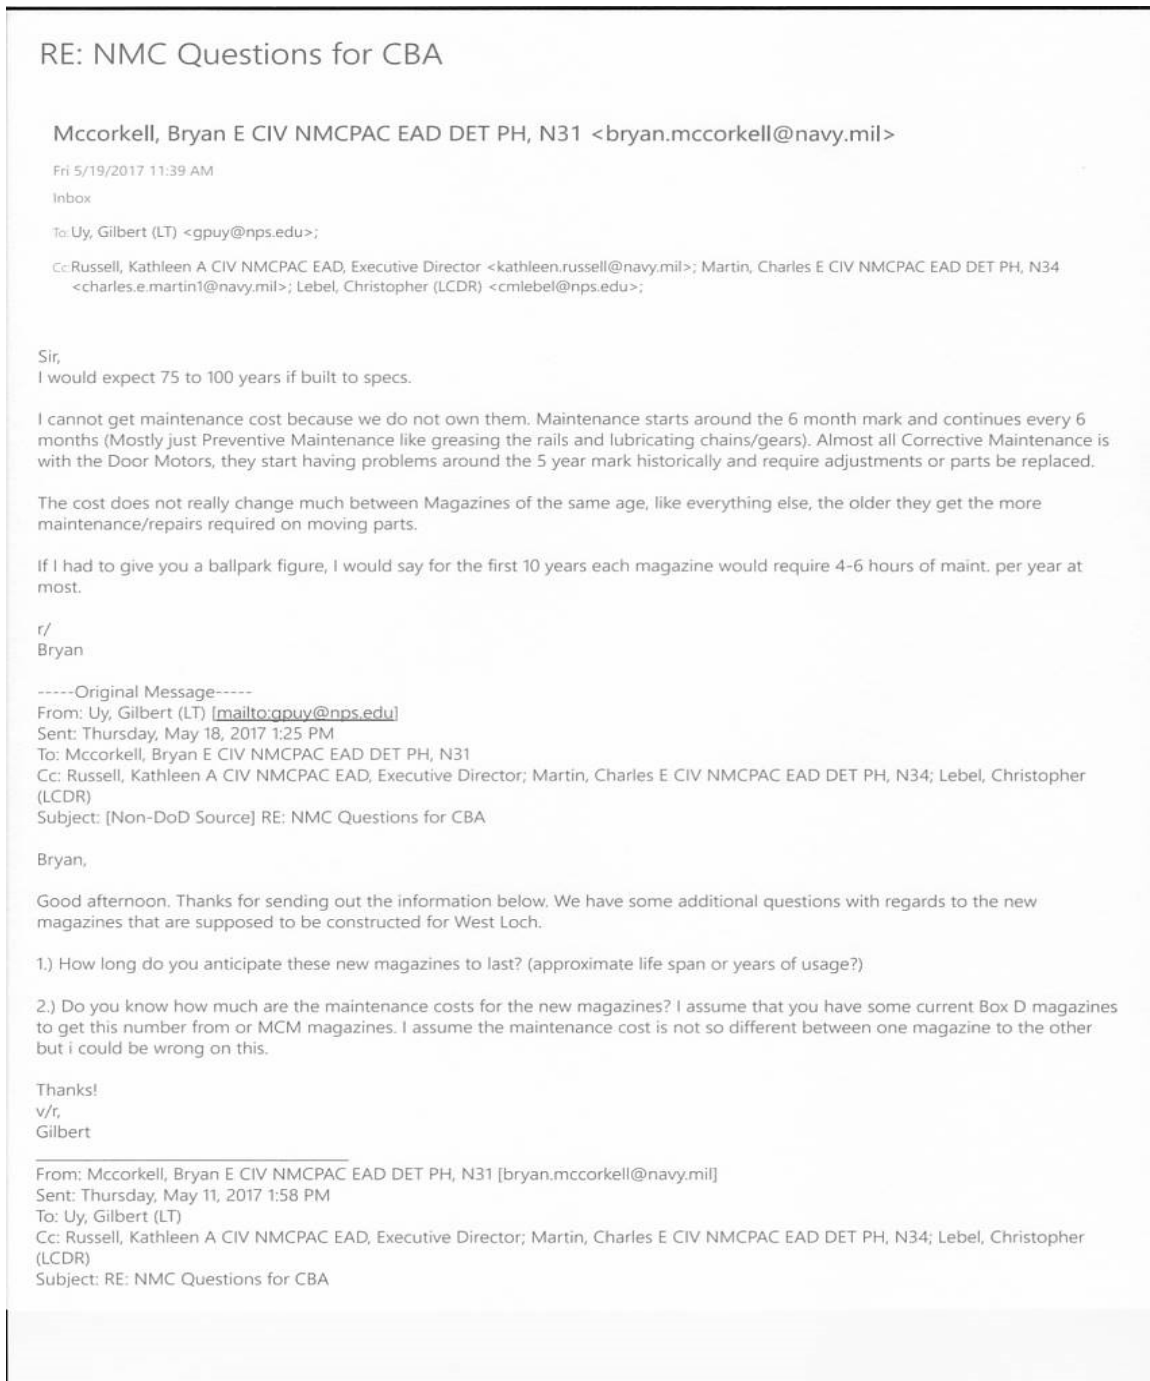 RE: NMC Questions for CBA
Mccorkell, Bryan E CIV NMCPAC EAD DET PH, N31 <bryan.mccorkell@navy.mil>
Fri 5/19/2017 11:39 AM
Inbox
To: Uy, Gilbert (LT) <gpuy@nps.edu>;
Cc: Russell, Kathleen A CIV NMCPAC EAD, Executive Director <kathleen.russell@navy.mil>; Martin, Charles E CIV NMCPAC EAD DET PH, N34
<charles.e.martin1@navy.mil>; Lebel, Christopher (LCDR) <cmlebel@nps.edu>;
Sir,
I would expect 75 to 100 years if built to specs.
I cannot get maintenance cost because we do not own them. Maintenance starts around the 6 month mark and continues every 6
months (Mostly just Preventive Maintenance like greasing the rails and lubricating chains/gears). Almost all Corrective Maintenance is
with the Door Motors, they start having problems around the 5 year mark historically and require adjustments or parts be replaced.
The cost does not really change much between Magazines of the same age, like everything else, the older they get the more
maintenance/repairs required on moving parts.
If I had to give you a ballpark figure, I would say for the first 10 years each magazine would require 4-6 hours of maint. per year at
most.
r/
Bryan
-----Original Message-----
From: Uy, Gilbert (LT) [mailto:gpuy@nps.edu]
Sent: Thursday, May 18, 2017 1:25 PM
To: Mccorkell, Bryan E CIV NMCPAC EAD DET PH, N31
Cc: Russell, Kathleen A CIV NMCPAC EAD, Executive Director; Martin, Charles E CIV NMCPAC EAD DET PH, N34; Lebel, Christopher
(LCDR)
Subject: [Non-DoD Source] RE: NMC Questions for CBA
Bryan,
Good afternoon. Thanks for sending out the information below. We have some additional questions with regards to the new
magazines that are supposed to be constructed for West Loch.
1.) How long do you anticipate these new magazines to last? (approximate life span or years of usage?)
2.) Do you know how much are the maintenance costs for the new magazines? I assume that you have some current Box D magazines
to get this number from or MCM magazines. I assume the maintenance cost is not so different between one magazine to the other
but i could be wrong on this.
Thanks!
v/r,
Gilbert
From: Mccorkell, Bryan E CIV NMCPAC EAD DET PH, N31 [bryan.mccorkell@navy.mil]
Sent: Thursday, May 11, 2017 1:58 PM
To: Uy, Gilbert (LT)
Cc: Russell, Kathleen A CIV NMCPAC EAD, Executive Director; Martin, Charles E CIV NMCPAC EAD DET PH, N34; Lebel, Christopher
(LCDR)
Subject: RE: NMC Questions for CBA